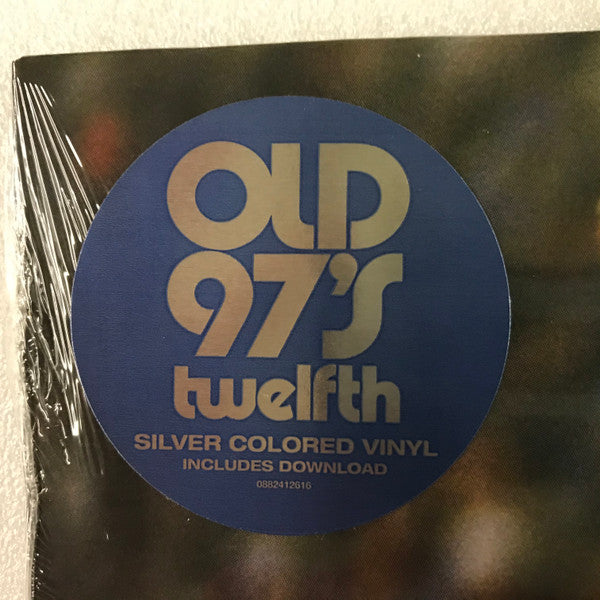 OLD
97'S
twelfth
SILVER COLORED VINYL
INCLUDES DOWNLOAD
0882412616